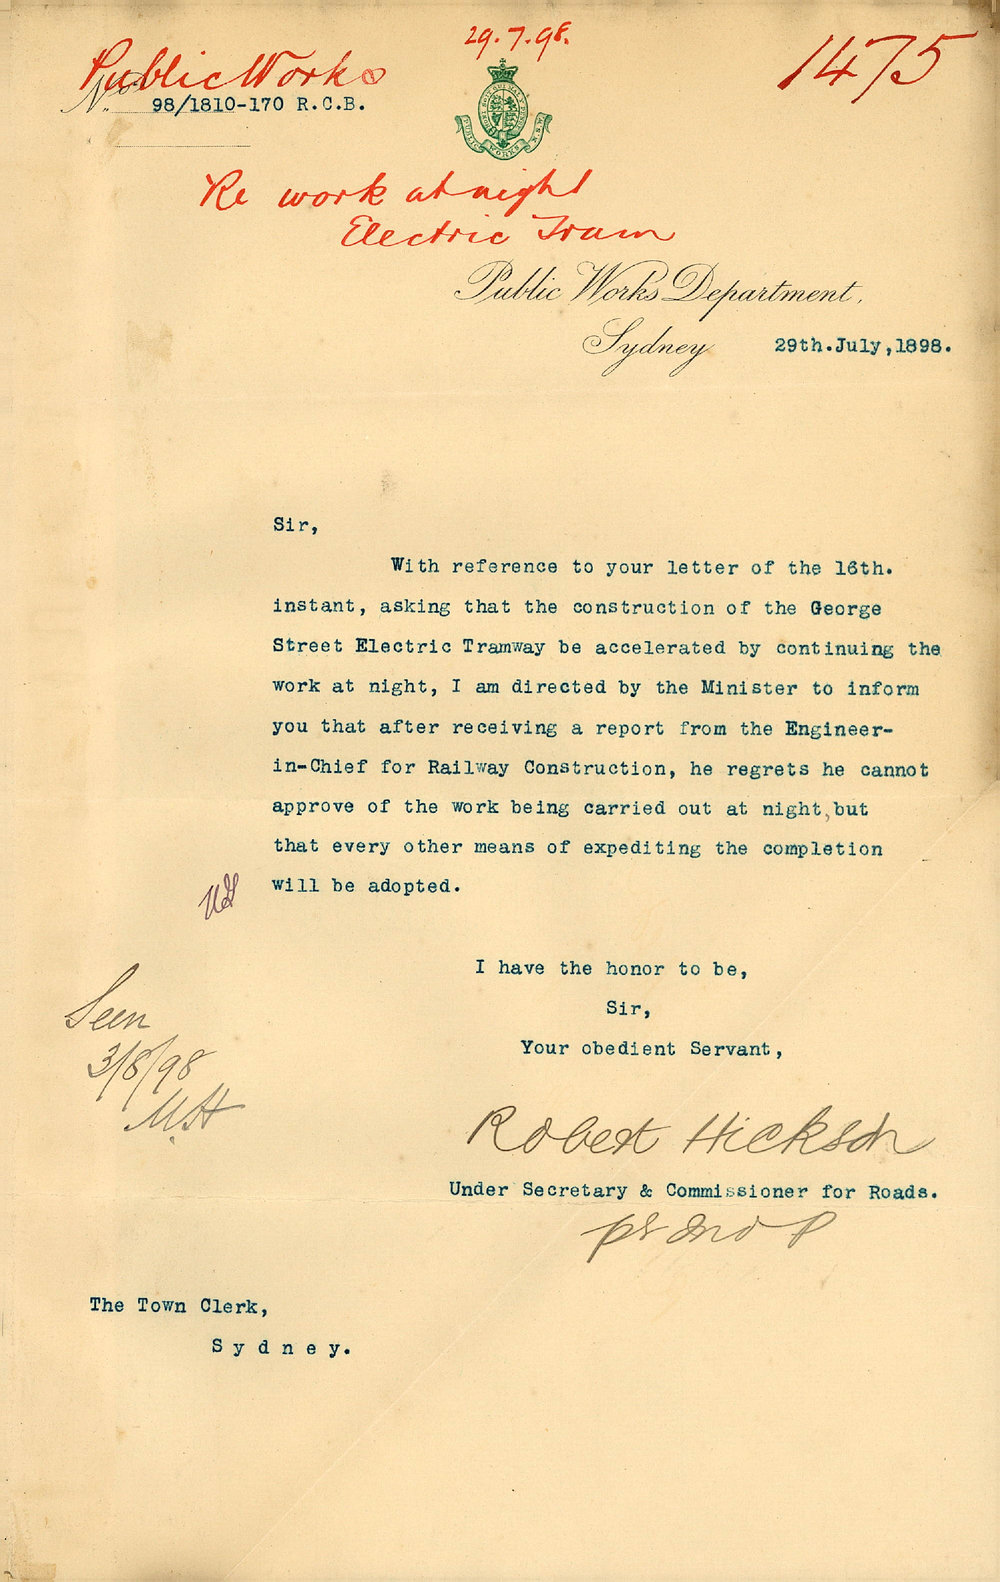 29.7.98.
Public Works
1475
No. 98/1810-170 R.C.B.
PUBLIC WORKS N.S.W.
Re work at night
Electric Tram
Public Works Department,
Sydney 29th.July,1898.
Sir,
With reference to your letter of the 16th.
instant, asking that the construction of the George
Street Electric Tramway be accelerated by continuing the
work at night, I am directed by the Minister to inform
you that after receiving a report from the Engineer-
in-Chief for Railway Construction, he regrets he cannot
approve of the work being carried out at night,but
that every other means of expediting the completion
will be adopted.
I have the honor to be,
Sir,
Your obedient Servant,
Seen
3/8/98
M.H
Robert Hickson
Under Secretary & Commissioner for Roads.
The Town Clerk,
Sydney.